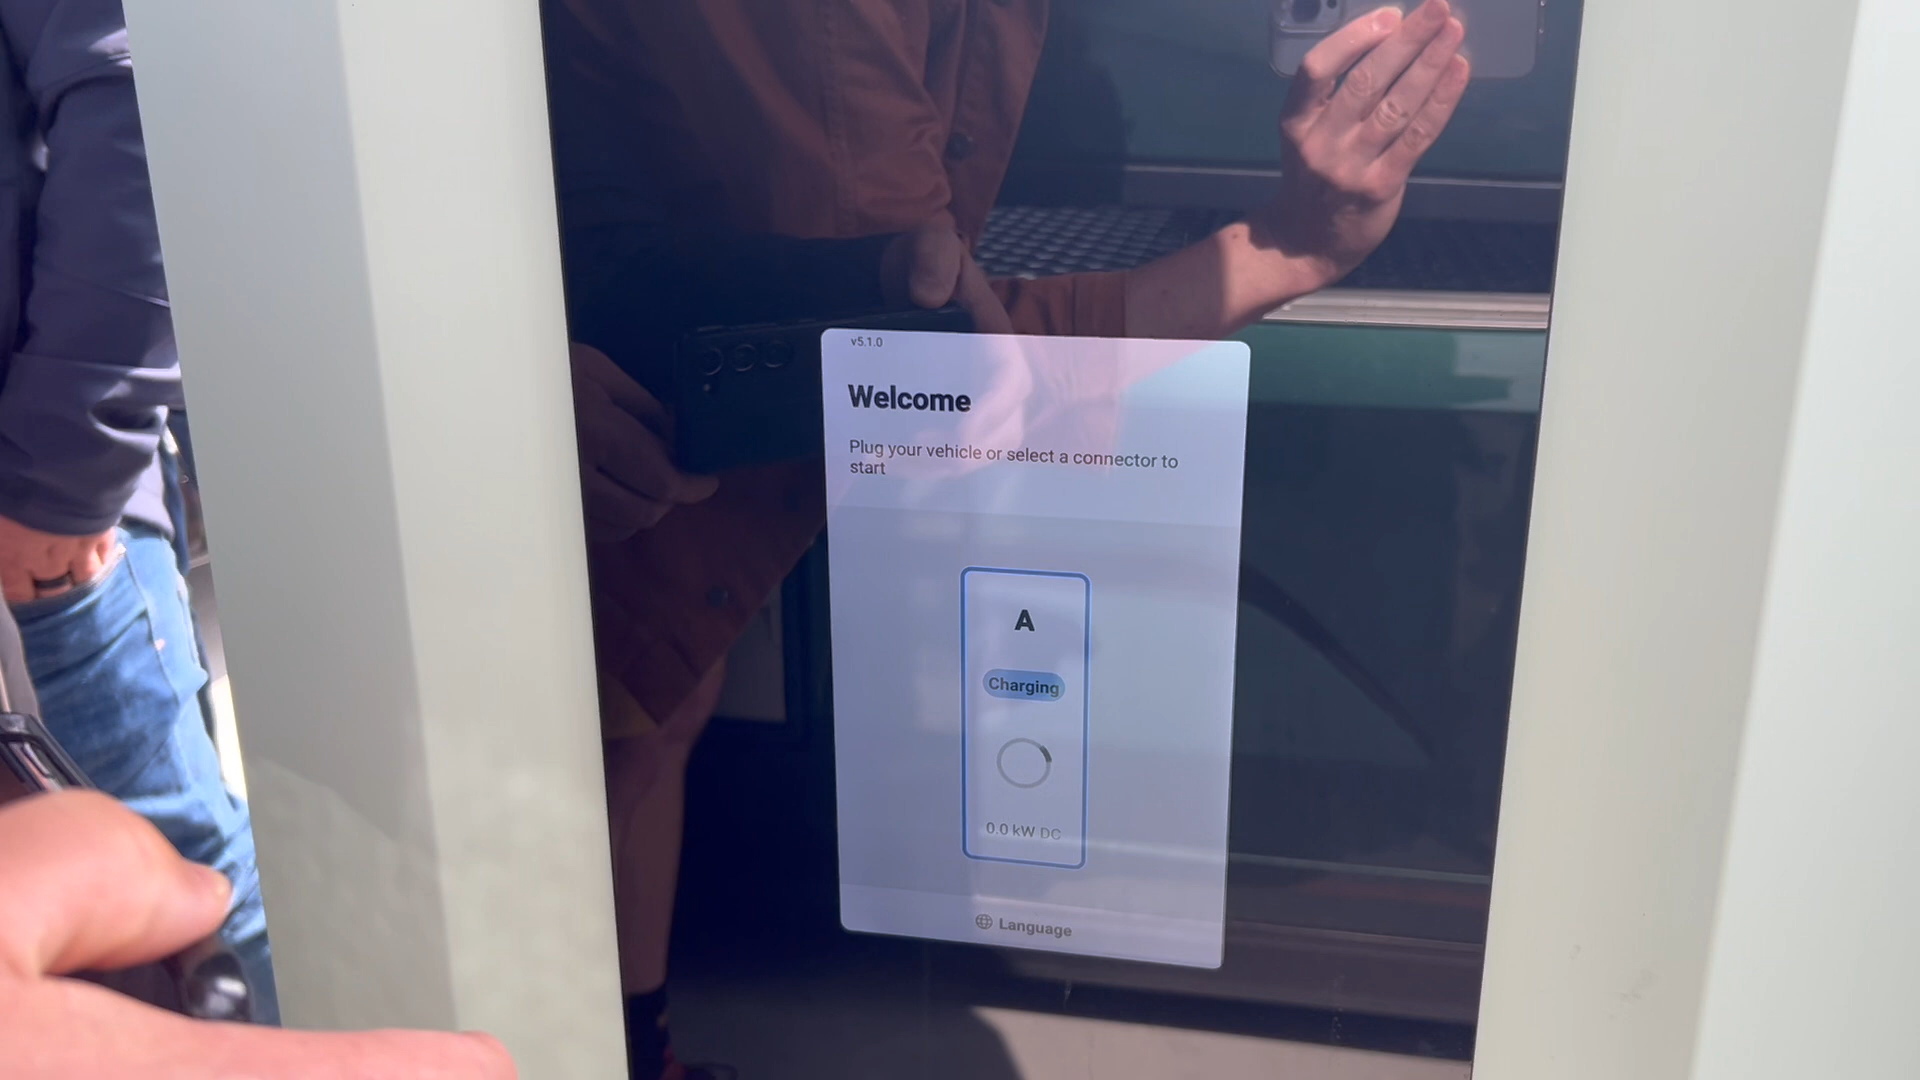 v5.1.0
Welcome
Plug your vehicle or select a connector to
start
A
Charging
0.0 kW DC
Language